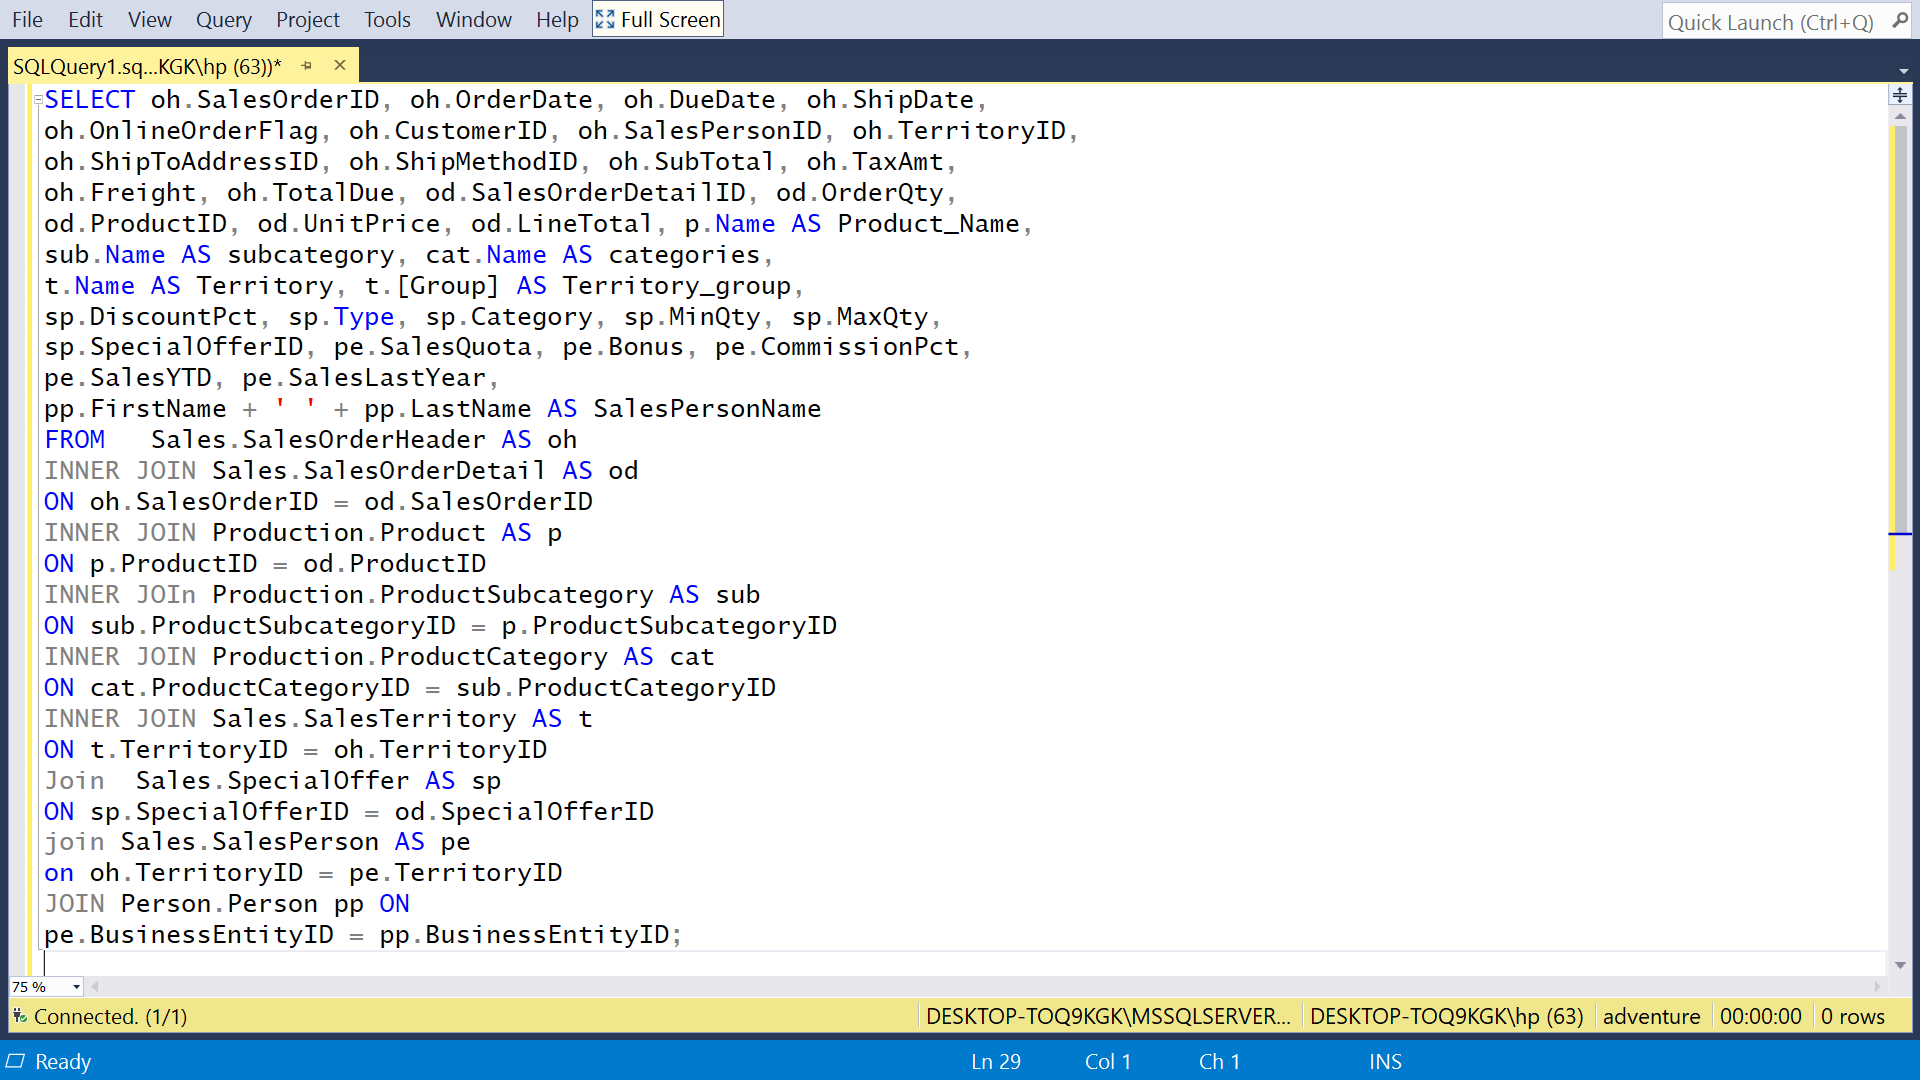 File Edit View Query Project Tools Window Help Full Screen
Quick Launch (Ctrl+Q)
SQLQuery1.sq...KGK\hp (63))*
SELECT oh.SalesOrderID, oh.OrderDate, oh.DueDate, oh.ShipDate,
oh.OnlineOrderFlag, oh.CustomerID, oh.SalesPersonID, oh.TerritoryID,
oh.ShipToAddressID, oh.ShipMethodID, oh.SubTotal, oh.TaxAmt,
oh.Freight, oh.TotalDue, od.SalesOrderDetailID, od.OrderQty,
od.ProductID, od.UnitPrice, od.LineTotal, p.Name AS Product_Name,
sub.Name AS subcategory, cat.Name AS categories,
t.Name AS Territory, t.[Group] AS Territory_group,
sp.DiscountPct, sp.Type, sp.Category, sp.MinQty, sp.MaxQty,
sp.SpecialOfferID, pe.SalesQuota, pe.Bonus, pe.CommissionPct,
pe.SalesYTD, pe.SalesLastYear,
pp.FirstName + ' ' + pp.LastName AS SalesPersonName
FROM   Sales.SalesOrderHeader AS oh
INNER JOIN Sales.SalesOrderDetail AS od
ON oh.SalesOrderID = od.SalesOrderID
INNER JOIN Production.Product AS p
ON p.ProductID = od.ProductID
INNER JOIn Production.ProductSubcategory AS sub
ON sub.ProductSubcategoryID = p.ProductSubcategoryID
INNER JOIN Production.ProductCategory AS cat
ON cat.ProductCategoryID = sub.ProductCategoryID
INNER JOIN Sales.SalesTerritory AS t
ON t.TerritoryID = oh.TerritoryID
Join  Sales.SpecialOffer AS sp
ON sp.SpecialOfferID = od.SpecialOfferID
join Sales.SalesPerson AS pe
on oh.TerritoryID = pe.TerritoryID
JOIN Person.Person pp ON
pe.BusinessEntityID = pp.BusinessEntityID;
75 %
Connected. (1/1) DESKTOP-TOQ9KGK\MSSQLSERVER... DESKTOP-TOQ9KGK\hp (63) adventure 00:00:00 0 rows
Ready Ln 29 Col 1 Ch 1 INS